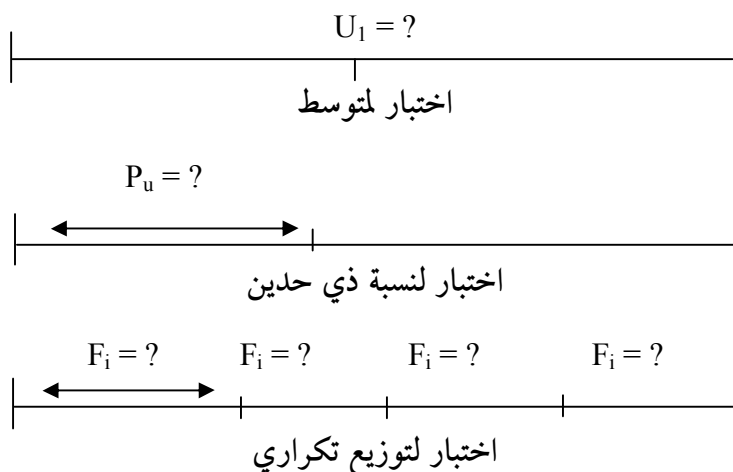 U₁ = ?
اختبار لمتوسط
Pᵤ = ?
اختبار لنسبة ذي حدين
Fᵢ = ? Fᵢ = ? Fᵢ = ? Fᵢ = ?
اختبار لتوزيع تكراري